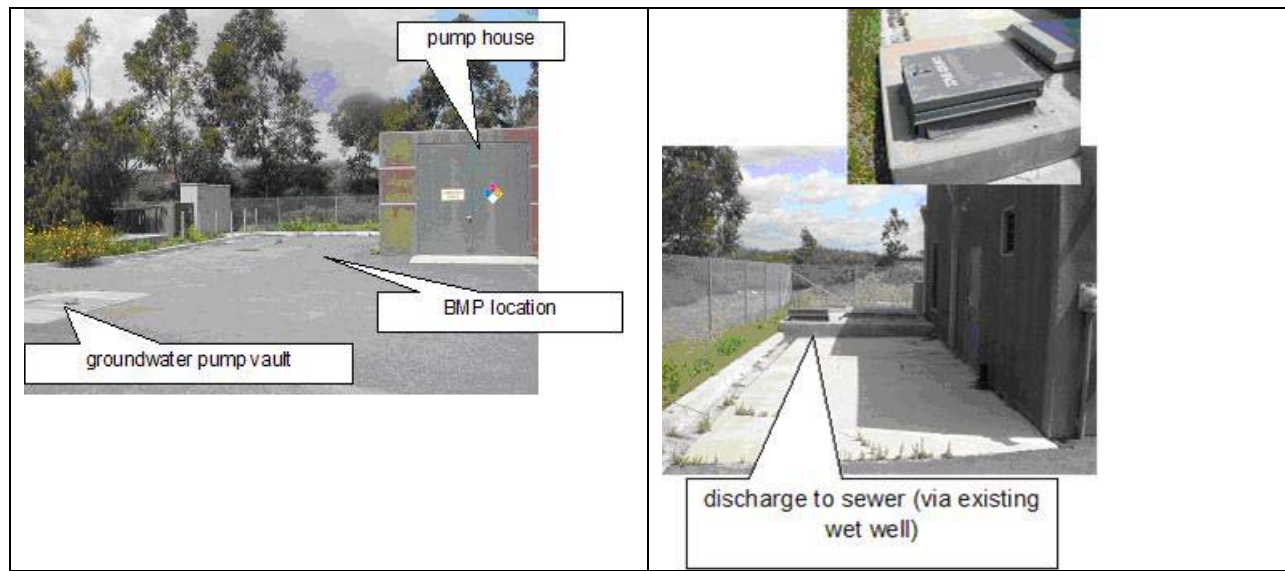 pump house
BMP location
groundwater pump vault
discharge to sewer (via existing
wet well)